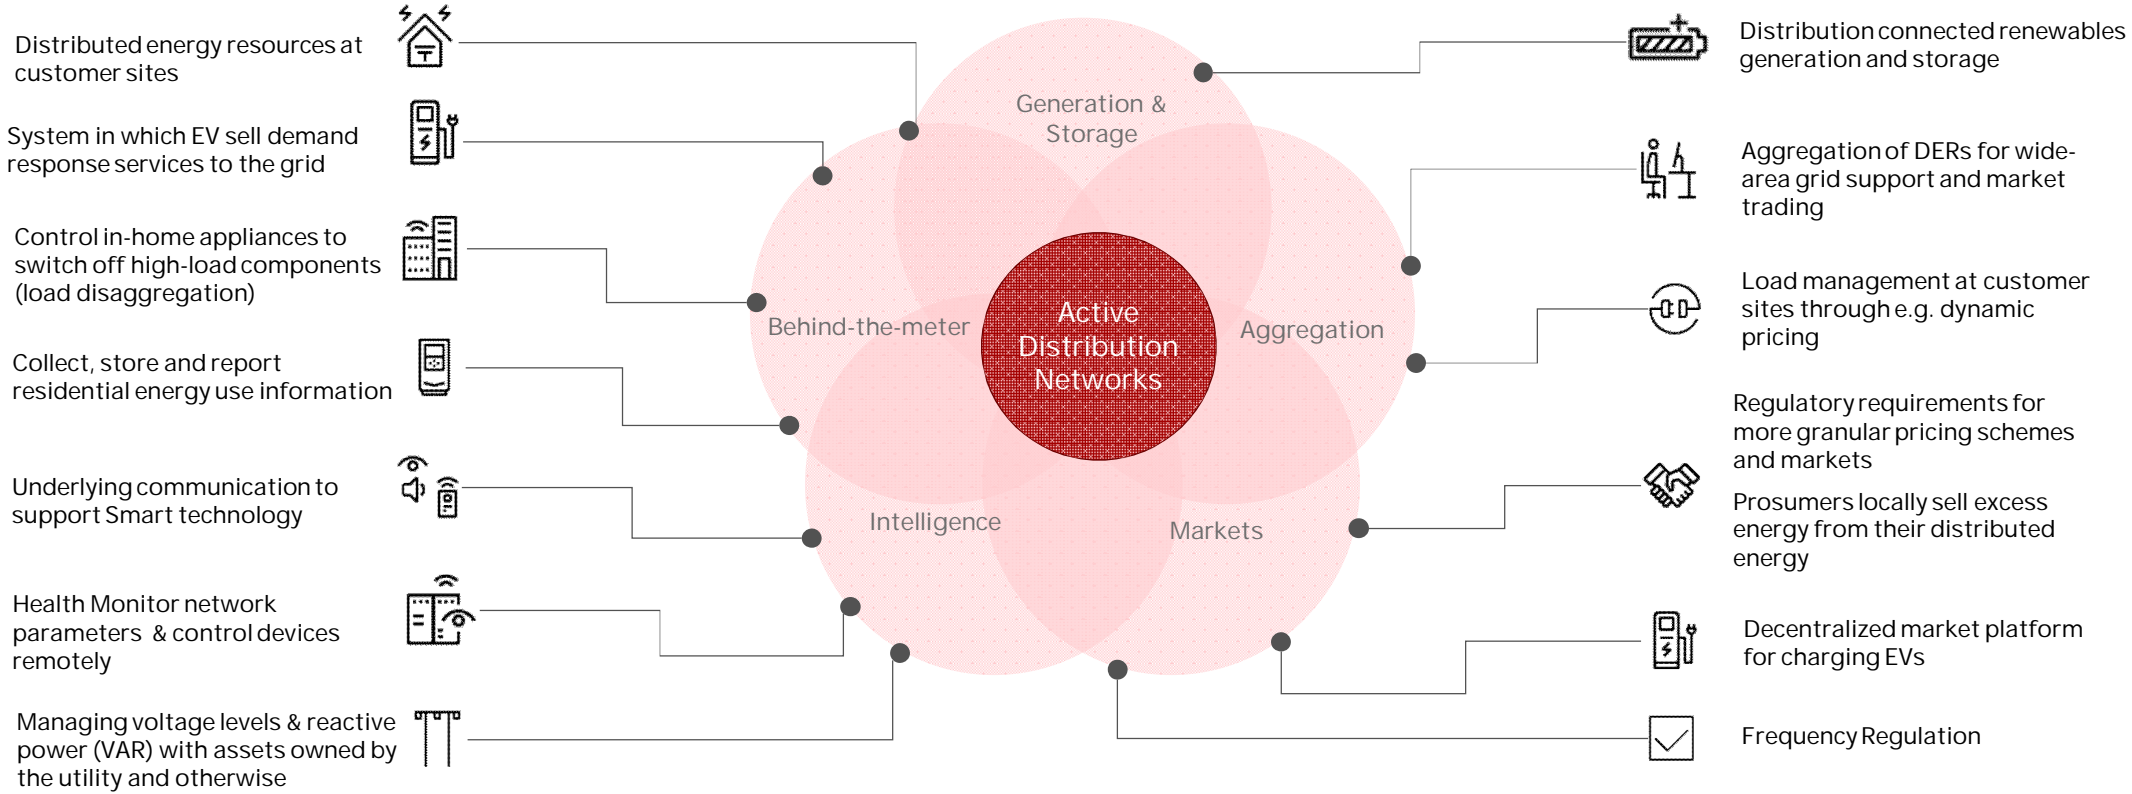 Distributed energy resources at
customer sites
System in which EV sell demand
response services to the grid
Control in-home appliances to
switch off high-load components
(load disaggregation)
Collect, store and report
residential energy use information
Underlying communication to
support Smart technology
Health Monitor network
parameters & control devices
remotely
Managing voltage levels & reactive
power (VAR) with assets owned by
the utility and otherwise
Generation &
Storage
Behind-the-meter
Active
Distribution
Networks
Aggregation
Intelligence
Markets
Distribution connected renewables
generation and storage
Aggregation of DERs for wide-
area grid support and market
trading
Load management at customer
sites through e.g. dynamic
pricing
Regulatory requirements for
more granular pricing schemes
and markets
Prosumers locally sell excess
energy from their distributed
energy
Decentralized market platform
for charging EVs
Frequency Regulation